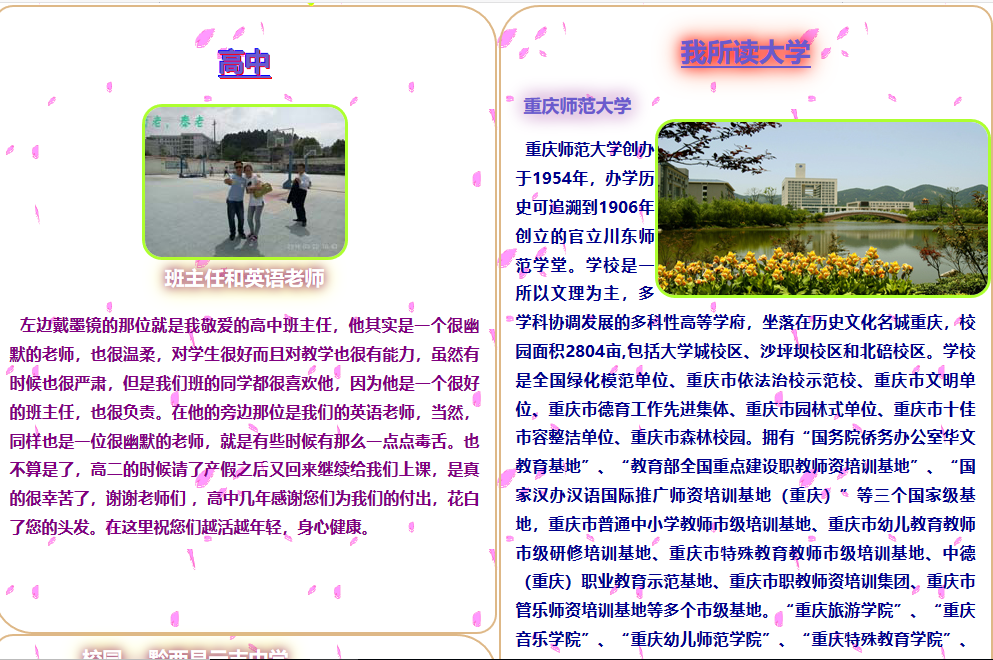 高中
班主任和英语老师
左边戴墨镜的那位就是我敬爱的高中班主任，他其实是一个很幽
默的老师，也很温柔，对学生很好而且对教学也很有能力，虽然有
时候也很严肃，但是我们班的同学都很喜欢他，因为他是一个很好
的班主任，也很负责。在他的旁边那位是我们的英语老师，当然，
同样也是一位很幽默的老师，就是有些时候有那么一点点毒舌。也
不算是了，高二的时候请了产假之后又回来继续给我们上课，是真
的很幸苦了，谢谢老师们 ，高中几年感谢您们为我们的付出，花白
了您的头发。在这里祝您们越活越年轻，身心健康。
我所读大学
重庆师范大学
重庆师范大学创办
于1954年，办学历
史可追溯到1906年
创立的官立川东师
范学堂。学校是一
所以文理为主，多
学科协调发展的多科性高等学府，坐落在历史文化名城重庆，校
园面积2804亩,包括大学城校区、沙坪坝校区和北碚校区。学校
是全国绿化模范单位、重庆市依法治校示范校、重庆市文明单
位、重庆市德育工作先进集体、重庆市园林式单位、重庆市十佳
市容整洁单位、重庆市森林校园。拥有“国务院侨务办公室华文
教育基地”、“教育部全国重点建设职教师资培训基地”、“国
家汉办汉语国际推广师资培训基地（重庆）”等三个国家级基
地，重庆市普通中小学教师市级培训基地、重庆市幼儿教育教师
市级研修培训基地、重庆市特殊教育教师市级培训基地、中德
（重庆）职业教育示范基地、重庆市职教师资培训集团、重庆市
管乐师资培训基地等多个市级基地。“重庆旅游学院”、“重庆
音乐学院”、“重庆幼儿师范学院”、“重庆特殊教育学院”、